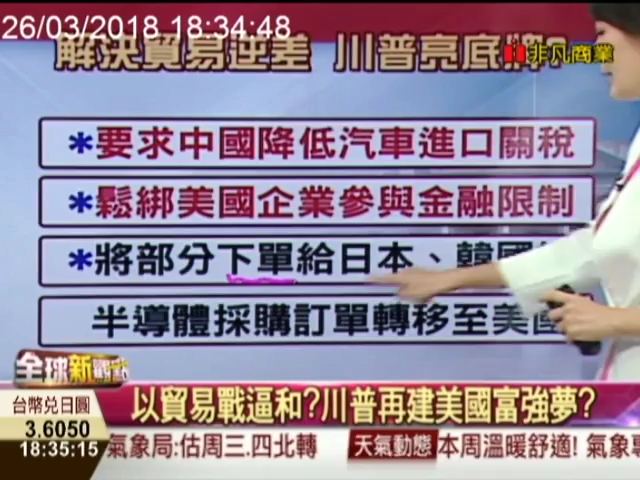 26/03/2018 18:34:48
解決貿易逆差 川普亮底牌?
非凡商業
*要求中國降低汽車進口關稅
*鬆綁美國企業參與金融限制
*將部分下單給日本、韓國
半導體採購訂單轉移至美國
全球新觀點
以貿易戰逼和?川普再建美國富強夢?
台幣兌日圓
3.6050
18:35:15
氣象局:估周三.四北轉 天氣動態 本周溫暖舒適! 氣象